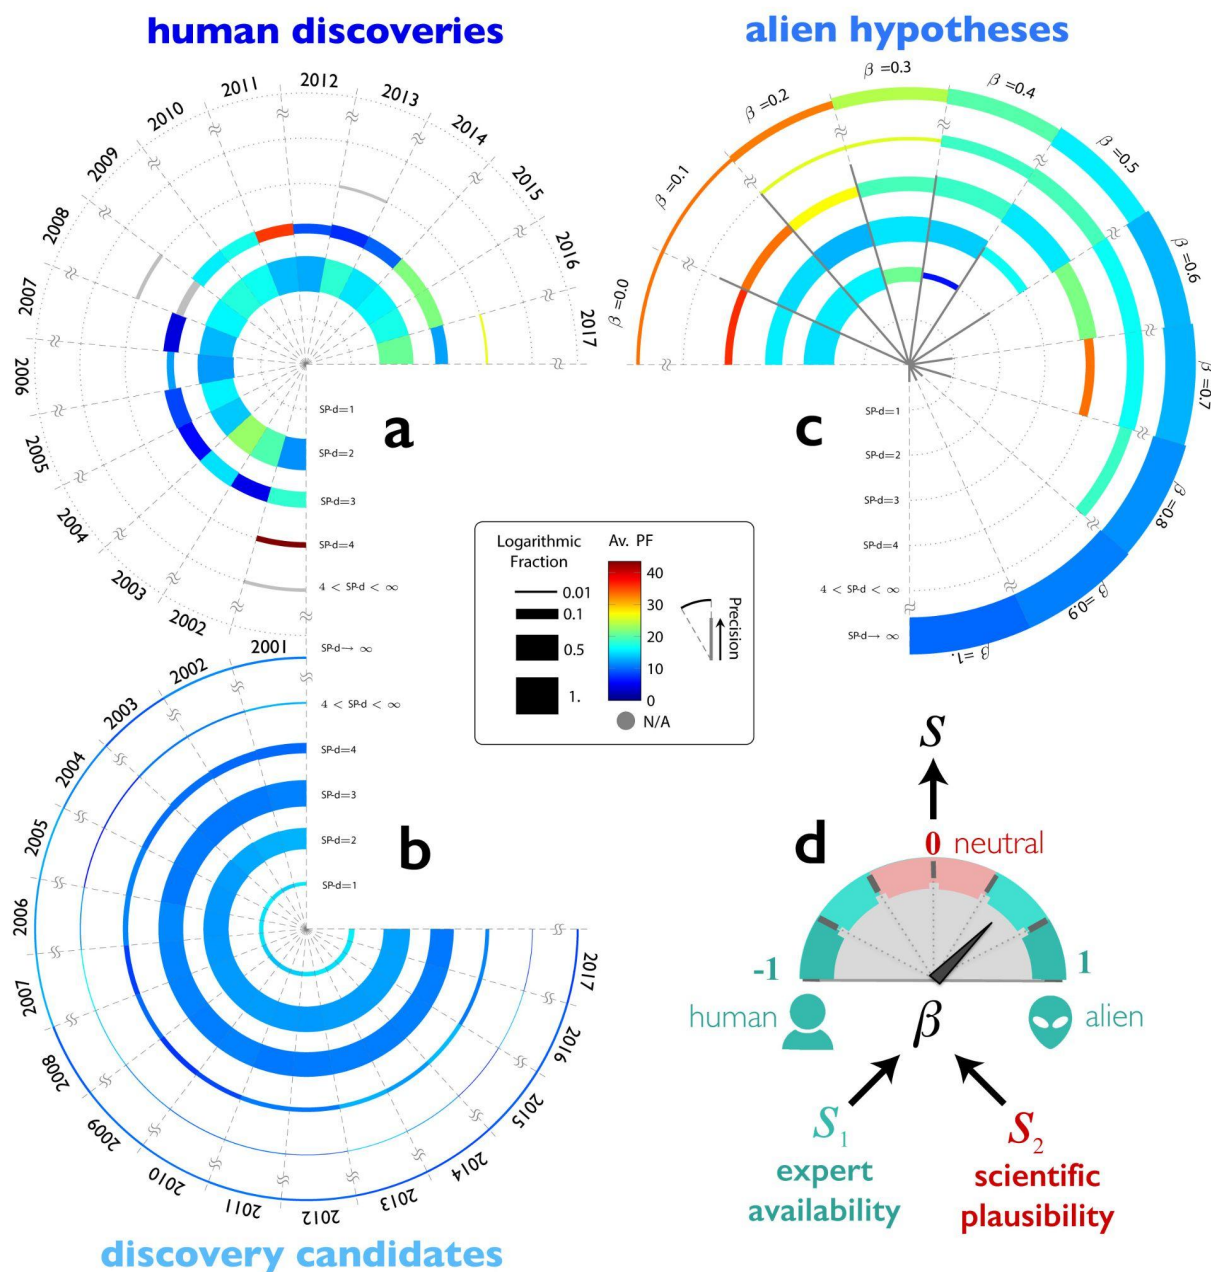 human discoveries
alien hypotheses
2001
2002
2003
2004
2005
2006
2007
2008
2009
2010
2011
2012
2013
2014
2015
2016
2017
SP-d=1
SP-d=2
SP-d=3
SP-d=4
4 < SP-d < ∞
SP-d→ ∞
a
β =0.0
β =0.1
β =0.2
β =0.3
β =0.4
β =0.5
β =0.6
β =0.7
β =0.8
β =0.9
β =1.
SP-d=1
SP-d=2
SP-d=3
SP-d=4
4 < SP-d < ∞
SP-d→ ∞
c
Logarithmic
Fraction
0.01
0.1
0.5
1.
Av. PF
40
30
20
10
0
N/A
Precision
4 < SP-d < ∞
SP-d=4
SP-d=3
SP-d=2
SP-d=1
b
2002
2003
2004
2005
2006
2007
2008
2009
2010
2011
2012
2013
2014
2015
2016
2017
discovery candidates
S
d
0 neutral
-1
1
human
β
alien
S1
S2
expert
availability
scientific
plausibility